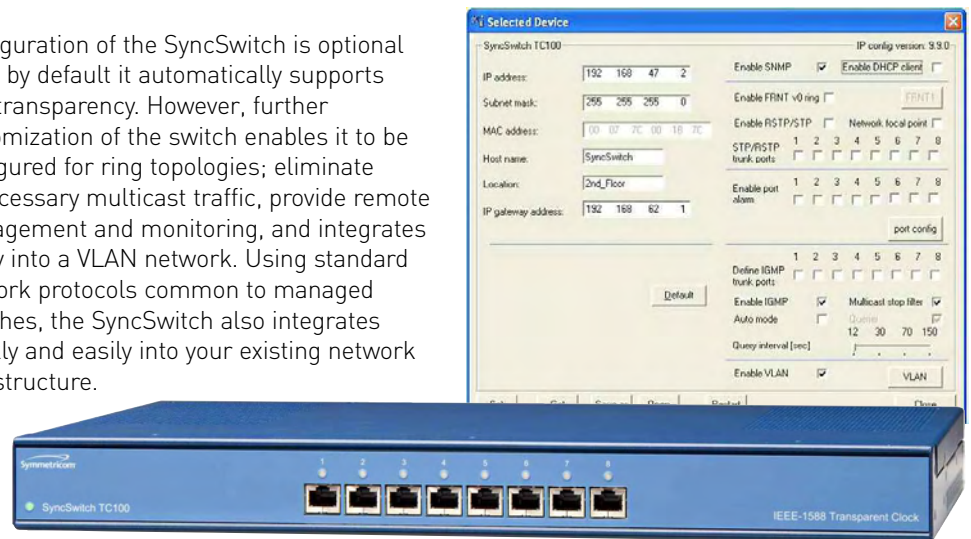 guration of the SyncSwitch is optional
by default it automatically supports
transparency. However, further
omization of the switch enables it to be
gured for ring topologies; eliminate
cessary multicast traffic, provide remote
agement and monitoring, and integrates
y into a VLAN network. Using standard
ork protocols common to managed
hes, the SyncSwitch also integrates
lly and easily into your existing network
structure.
Selected Device
SyncSwitch TC100
IP config version: 9.9.0
IP address: 192 168 47 2
Subnet mask: 255 255 255 0
MAC address: 00 07 7C 00 18 7C
Host name: SyncSwitch
Location: 2nd_Floor
IP gateway address: 192 168 62 1
Default
Enable SNMP Enable DHCP client
Enable FRNT v0 ring FRNT1
Enable RSTP/STP Network focal point
STP/RSTP 1 2 3 4 5 6 7 8
trunk ports
Enable port 1 2 3 4 5 6 7 8
alarm
port config
1 2 3 4 5 6 7 8
Define IGMP
trunk ports
Enable IGMP Multicast stop filter
Auto mode Querier
12 30 70 150
Query interval [sec]
Enable VLAN VLAN
Close
Symmetricom
1 2 3 4 5 6 7 8
SyncSwitch TC100
IEEE-1588 Transparent Clock